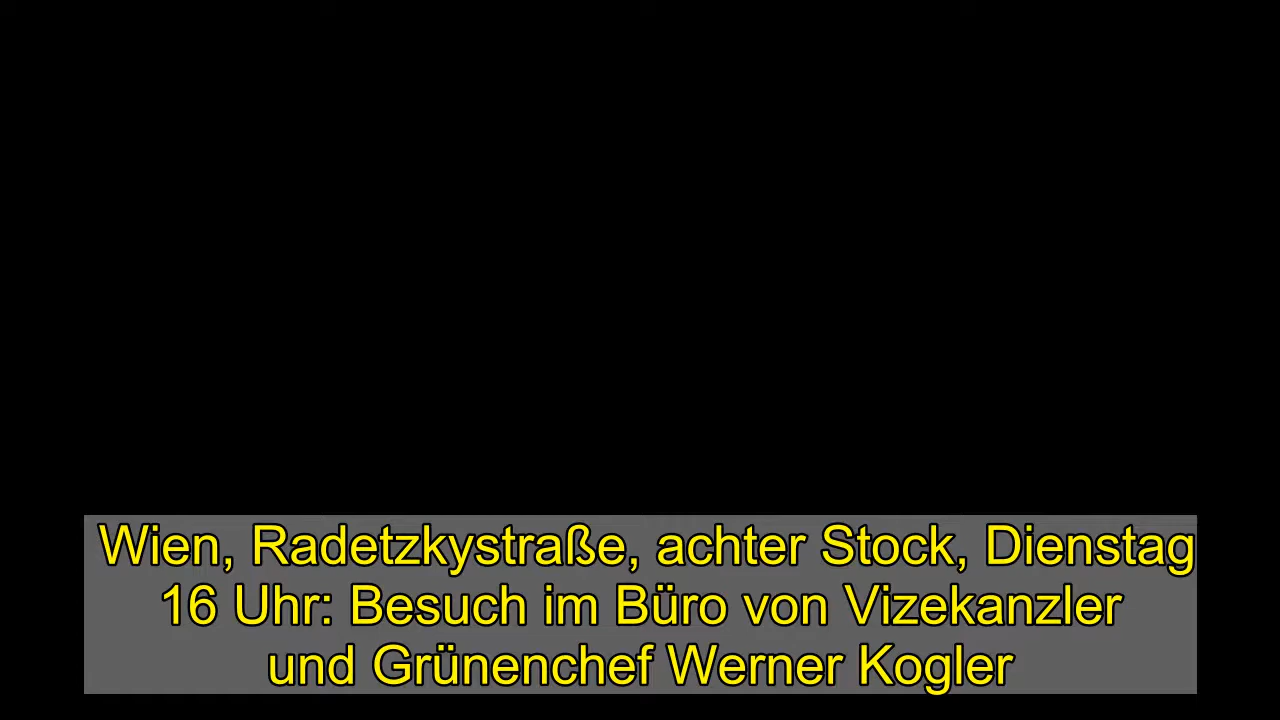 Wien, Radetzkystraße, achter Stock, Dienstag
16 Uhr: Besuch im Büro von Vizekanzler
und Grünenchef Werner Kogler